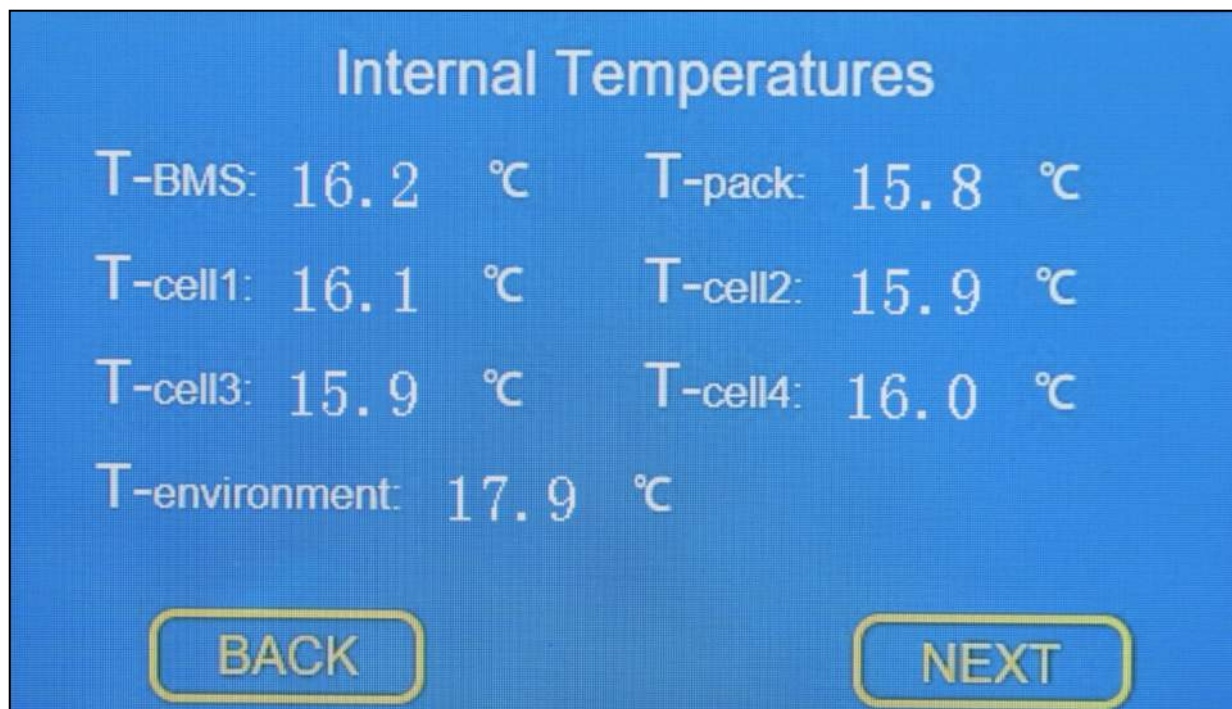 Internal Temperatures
T-BMS: 16.2 ℃ T-pack: 15.8 ℃
T-cell1: 16.1 ℃ T-cell2: 15.9 ℃
T-cell3: 15.9 ℃ T-cell4: 16.0 ℃
T-environment: 17.9 ℃
BACK NEXT